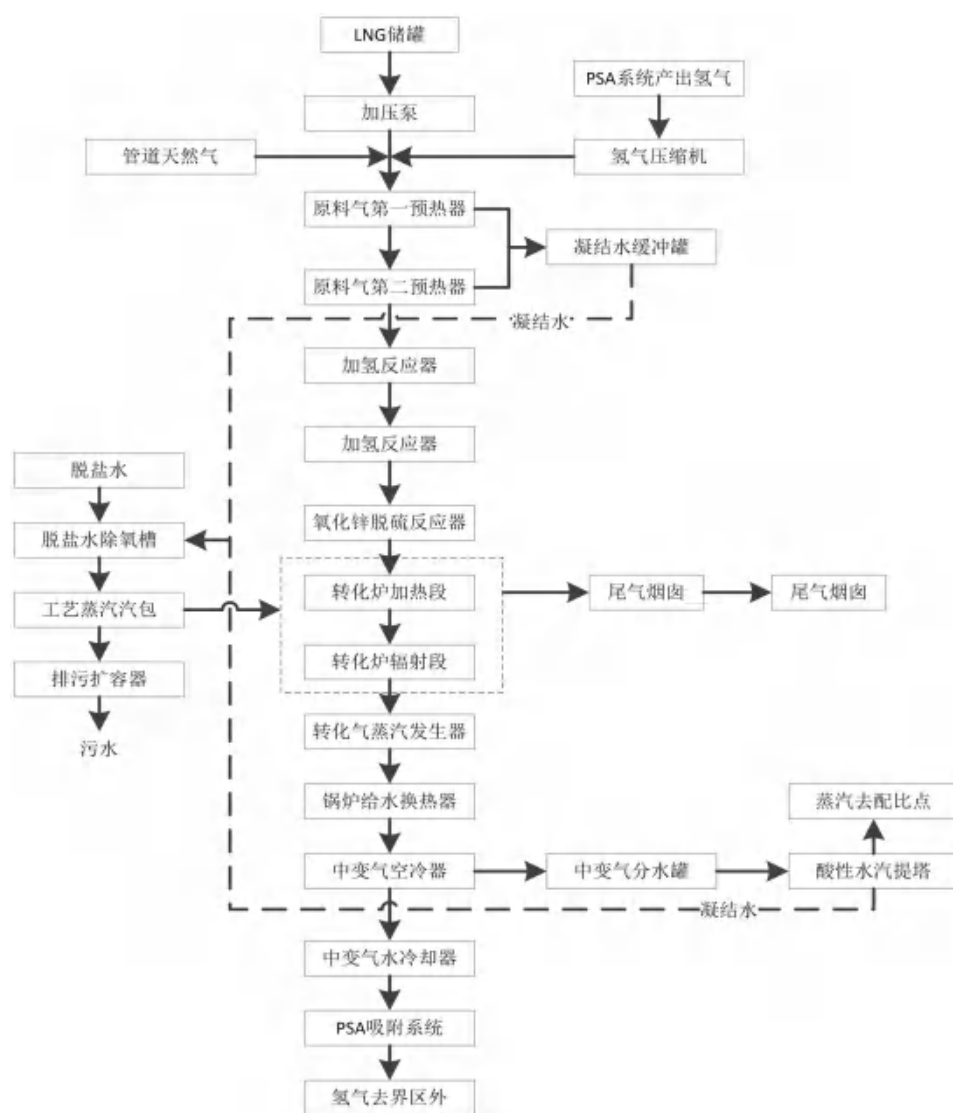 LNG储罐
PSA系统产出氢气
加压泵
管道天然气
氢气压缩机
原料气第一预热器
凝结水缓冲罐
原料气第二预热器
凝结水
加氢反应器
加氢反应器
脱盐水
氧化锌脱硫反应器
脱盐水除氧槽
转化炉加热段
尾气烟囱
尾气烟囱
工艺蒸汽汽包
转化炉辐射段
排污扩容器
转化气蒸汽发生器
污水
锅炉给水换热器
蒸汽去配比点
中变气空冷器
中变气分水罐
酸性水汽提塔
凝结水
中变气水冷却器
PSA吸附系统
氢气去界区外